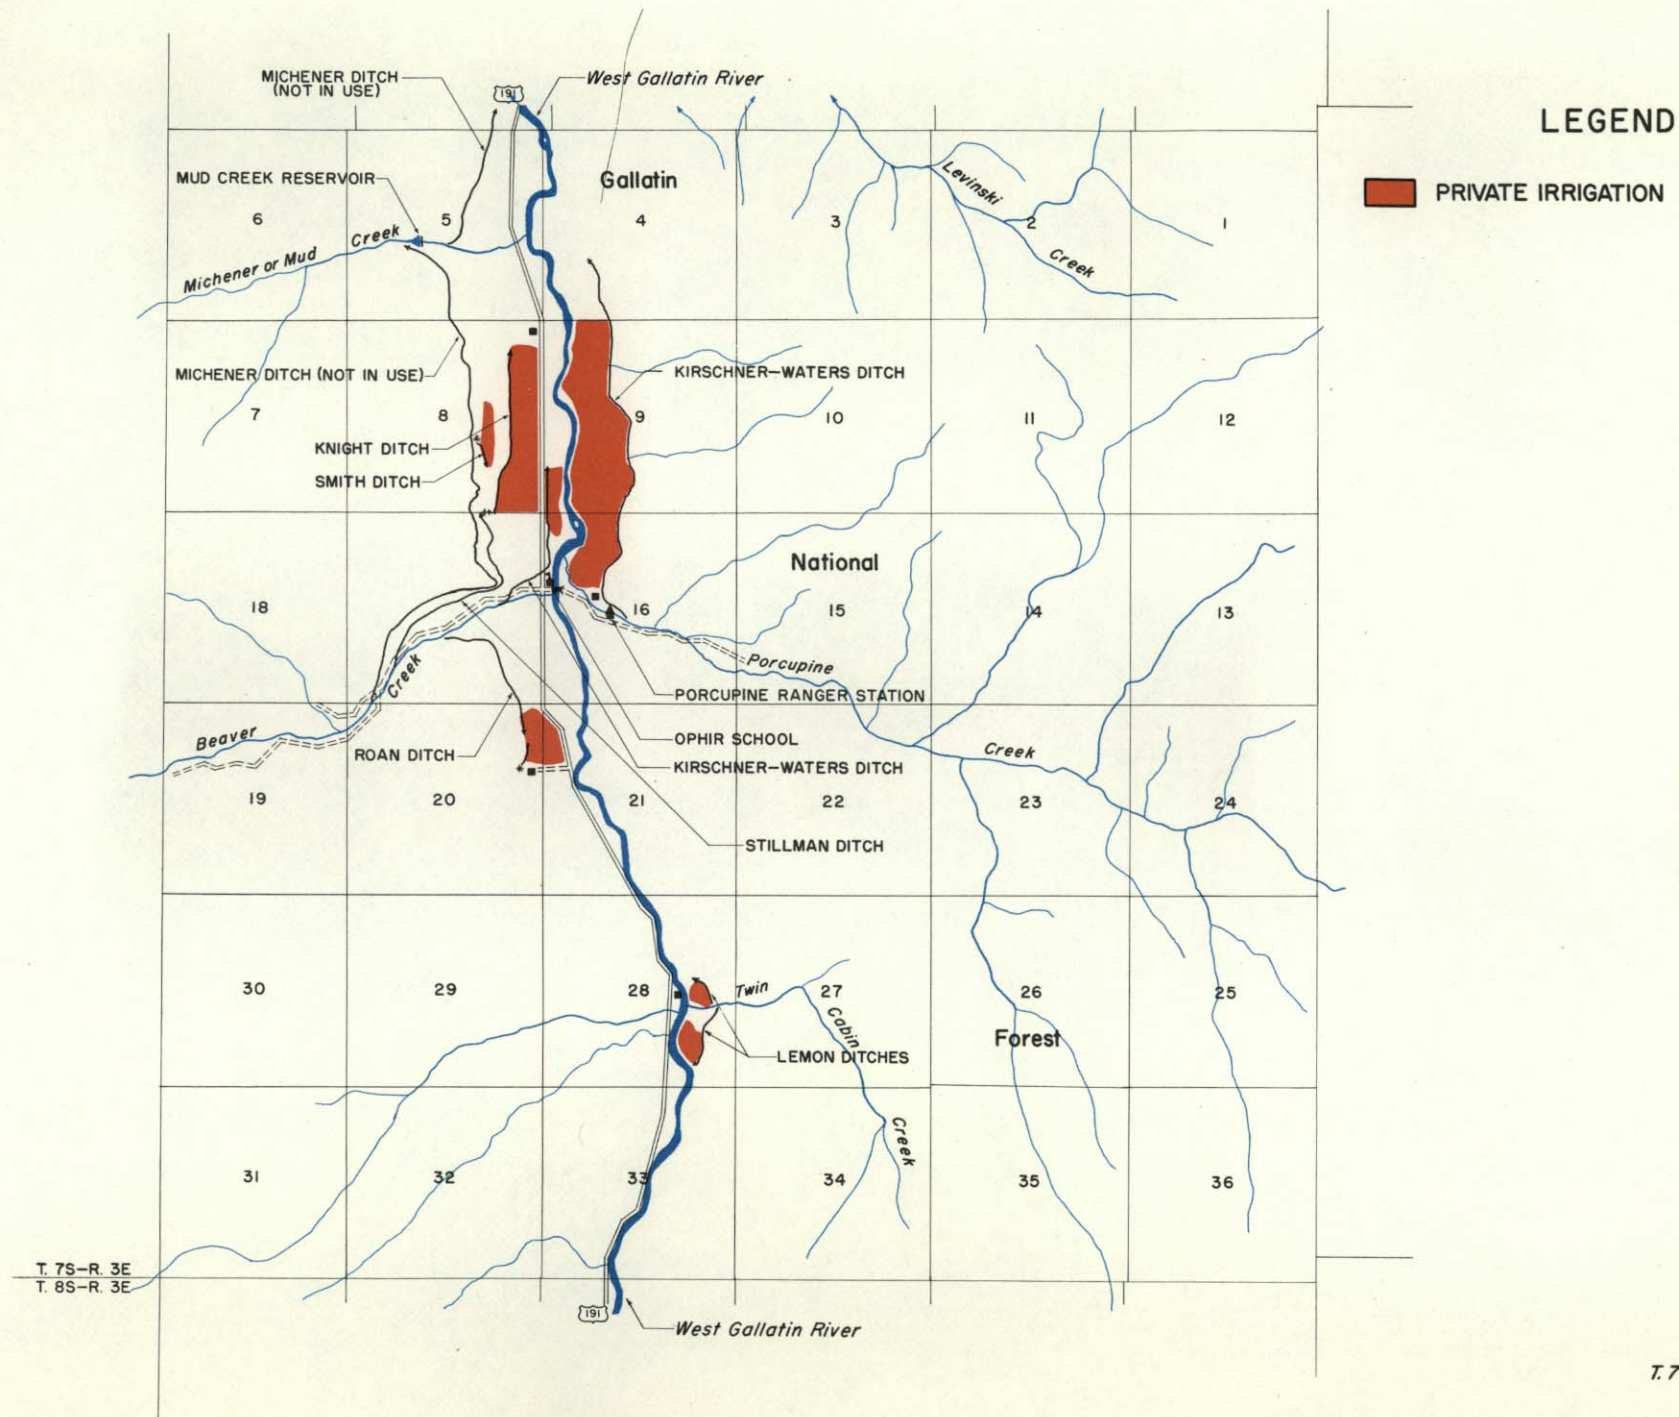 MICHENER DITCH
(NOT IN USE)
191
West Gallatin River
LEGEND
PRIVATE IRRIGATION
MUD CREEK RESERVOIR
Gallatin
Levinski
Creek
6
5
4
3
2
1
Michener or Mud Creek
MICHENER DITCH (NOT IN USE)
KIRSCHNER-WATERS DITCH
7
8
9
10
11
12
KNIGHT DITCH
SMITH DITCH
National
18
16
15
14
13
Porcupine
Creek
PORCUPINE RANGER STATION
Beaver
Creek
ROAN DITCH
OPHIR SCHOOL
KIRSCHNER-WATERS DITCH
19
20
21
22
23
24
STILLMAN DITCH
30
29
28
27
26
25
Twin
Cabin
Creek
Forest
LEMON DITCHES
31
32
33
34
35
36
T. 7S-R. 3E
T. 8S-R. 3E
191
West Gallatin River
T. 7